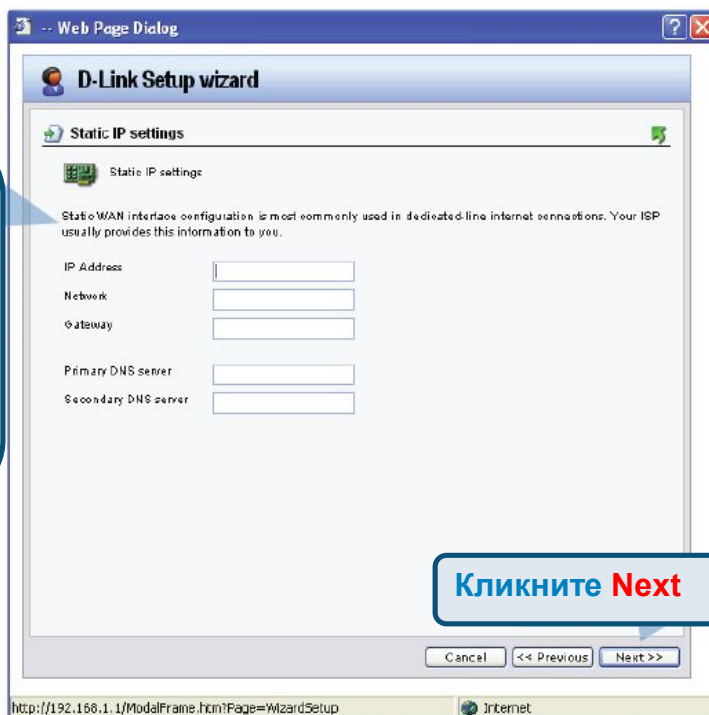 -- Web Page Dialog
D-Link Setup wizard
Static IP settings
Static IP settings
Static WAN interface configuration is most commonly used in dedicated-line internet connections. Your ISP
usually provides this information to you.
IP Address
Network
Gateway
Primary DNS server
Secondary DNS server
Кликните Next
Cancel
<< Previous
Next >>
http://192.168.1.1/ModalFrame.htm?Page=WizardSetup
Internet